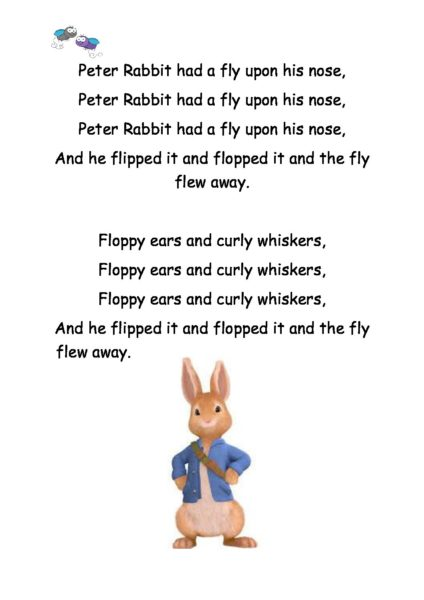 Peter Rabbit had a fly upon his nose,
Peter Rabbit had a fly upon his nose,
Peter Rabbit had a fly upon his nose,
And he flipped it and flopped it and the fly
flew away.
Floppy ears and curly whiskers,
Floppy ears and curly whiskers,
Floppy ears and curly whiskers,
And he flipped it and flopped it and the fly
flew away.